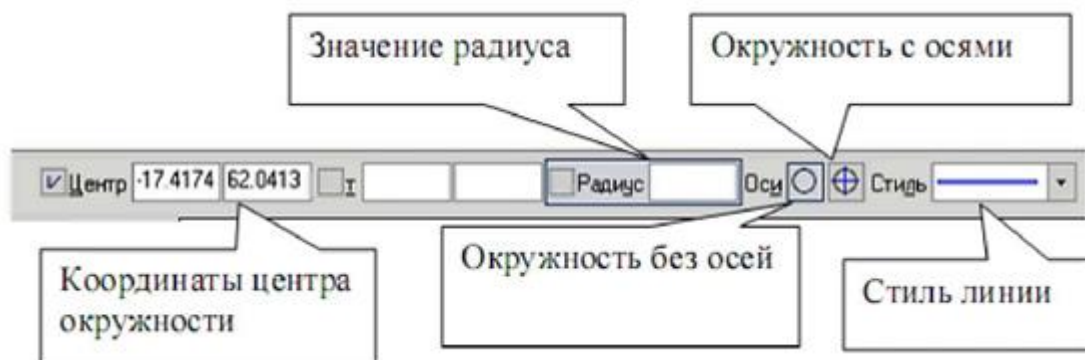 Значение радиуса
Окружность с осями
Центр -17.4174 62.0413 т Радиус Оси Стиль
Координаты центра
окружности
Окружность без осей
Стиль линии